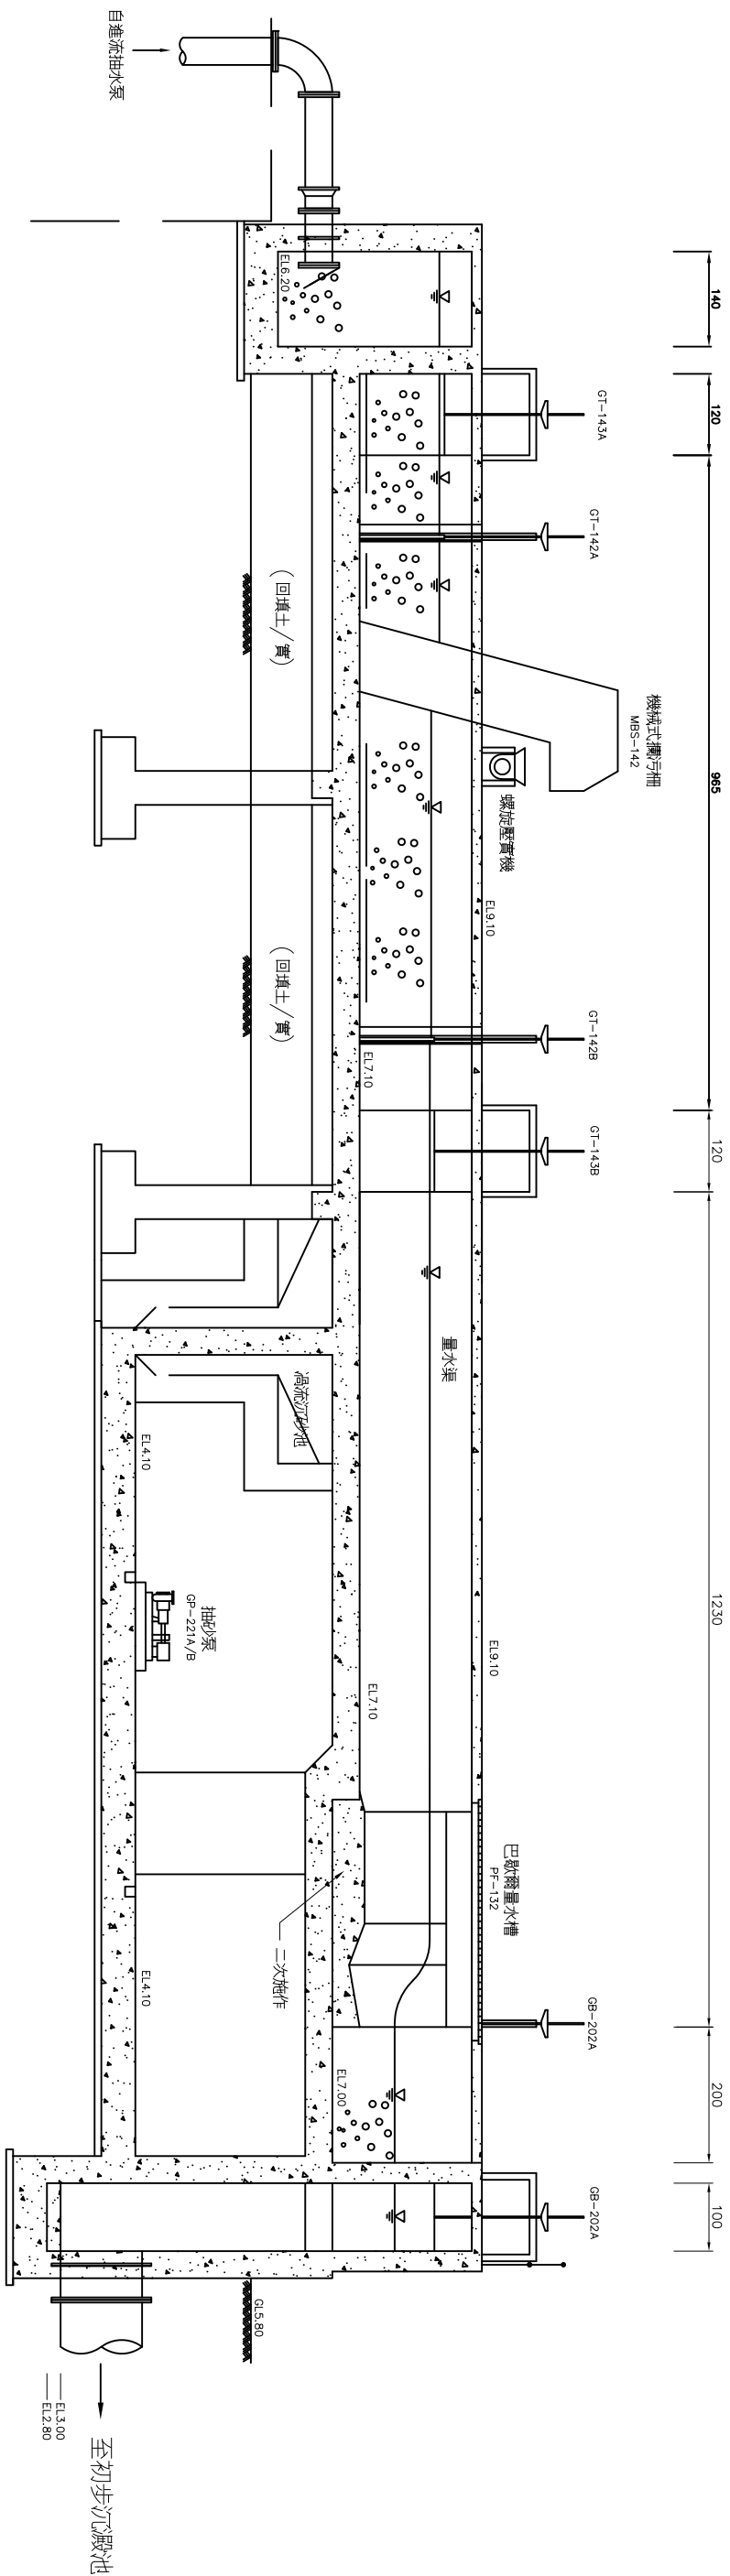 140
120
965
120
1230
200
100
GT-143A
GT-142A
機械式攔污柵
MBS-142
螺旋壓實機
GT-142B
GT-143B
巴歇爾量水槽
PF-132
GB-202A
GB-202A
EL9.10
EL9.10
量水渠
EL6.20
EL7.10
EL7.10
EL7.00
自進流抽水泵
(回填土/實)
(回填土/實)
渦流沉砂池
二次施作
抽砂泵
GP-221A/B
EL4.10
EL4.10
GL5.80
EL3.00
EL2.80
至初步沉澱池